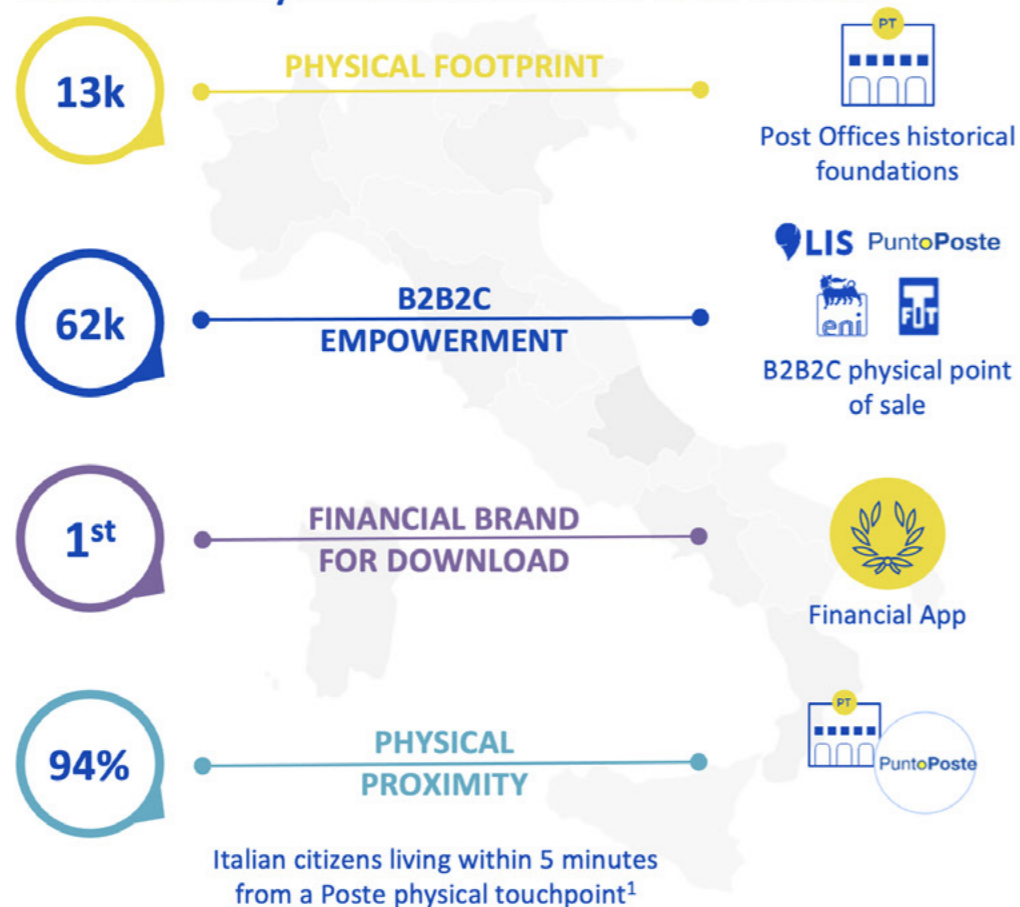 13k
PHYSICAL FOOTPRINT
PT
Post Offices historical
foundations
62k
B2B2C
EMPOWERMENT
LIS PuntoPoste
eni
T
FUT
B2B2C physical point
of sale
1st
FINANCIAL BRAND
FOR DOWNLOAD
Financial App
94%
PHYSICAL
PROXIMITY
PT
PuntoPoste
Italian citizens living within 5 minutes
from a Poste physical touchpoint1